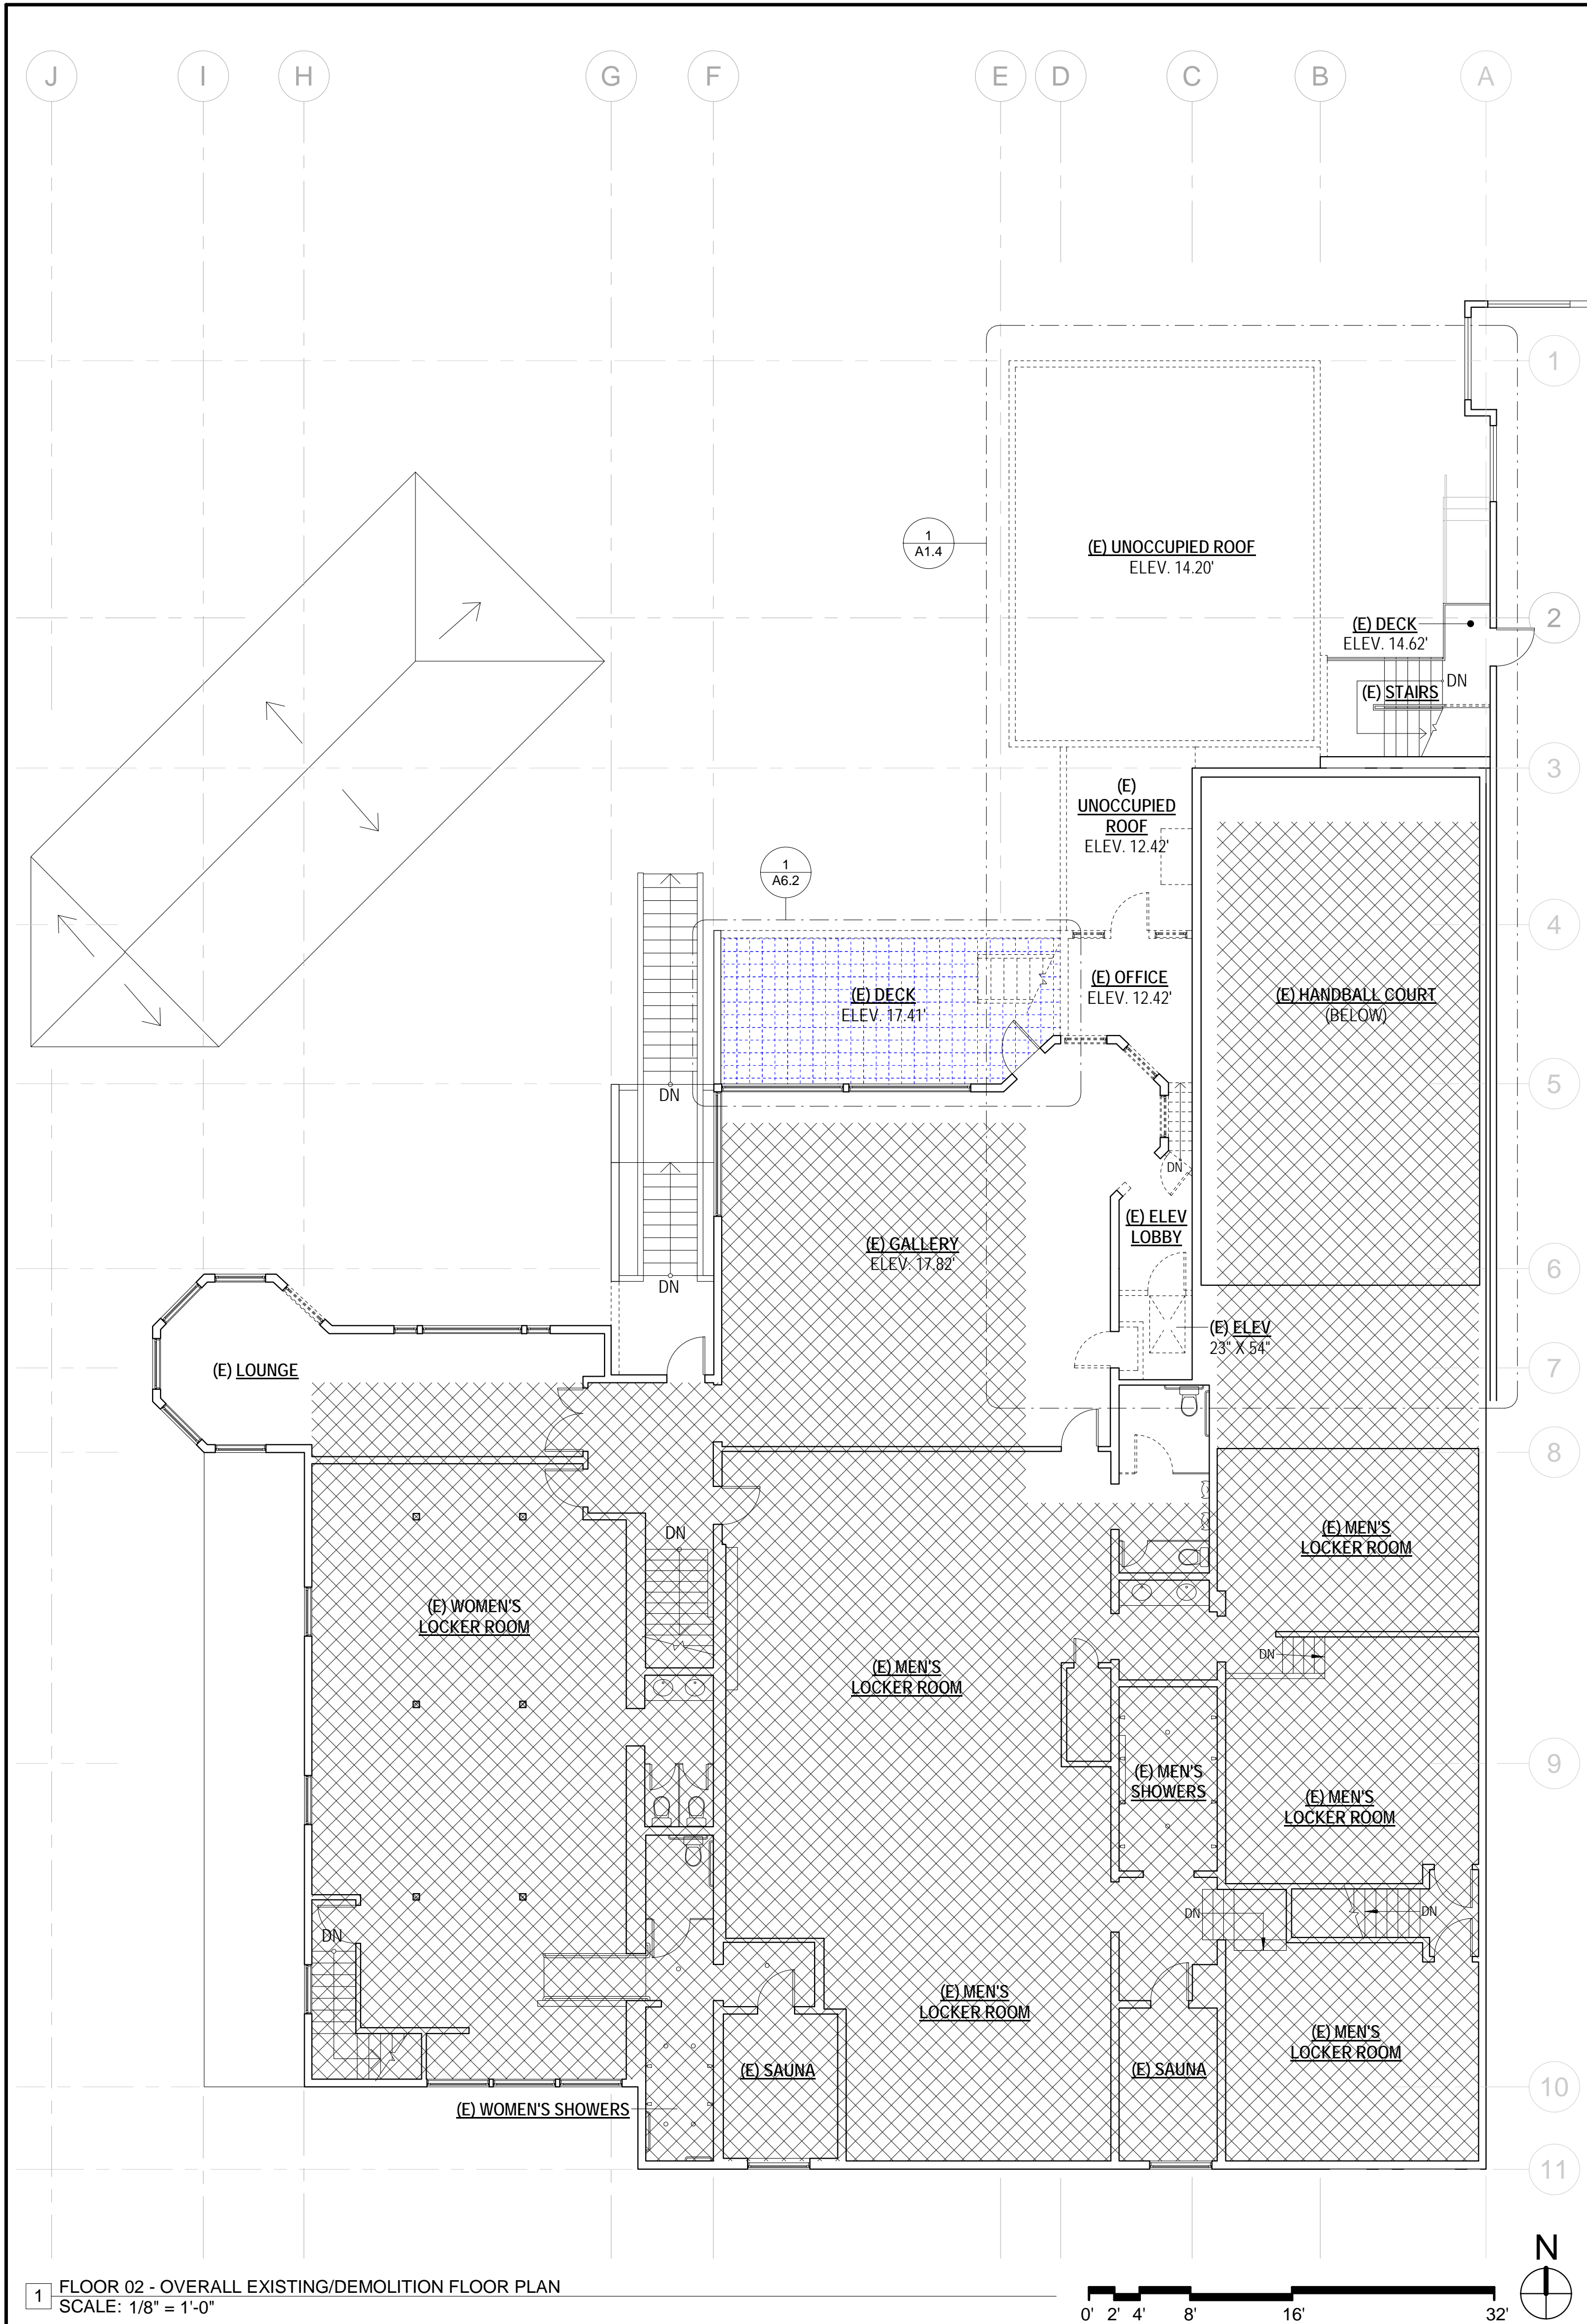 J
I
H
G
F
E
D
C
B
A
1
1
A1.4
(E) UNOCCUPIED ROOF
ELEV. 14.20'
2
(E) DECK
ELEV. 14.62'
DN
(E) STAIRS
3
(E)
UNOCCUPIED
ROOF
ELEV. 12.42'
1
A6.2
4
(E) DECK
ELEV. 17.41'
(E) OFFICE
ELEV. 12.42'
(E) HANDBALL COURT
(BELOW)
5
DN
DN
(E) ELEV
LOBBY
(E) GALLERY
ELEV. 17.82'
6
DN
(E) ELEV
23" X 54"
(E) LOUNGE
7
8
DN
(E) MEN'S
LOCKER ROOM
(E) WOMEN'S
LOCKER ROOM
DN
(E) MEN'S
LOCKER ROOM
9
(E) MEN'S
SHOWERS
(E) MEN'S
LOCKER ROOM
DN
DN
DN
(E) MEN'S
LOCKER ROOM
(E) MEN'S
LOCKER ROOM
(E) SAUNA
(E) SAUNA
10
(E) WOMEN'S SHOWERS
11
N
1
FLOOR 02 - OVERALL EXISTING/DEMOLITION FLOOR PLAN
SCALE: 1/8" = 1'-0"
0' 2' 4' 8' 16' 32'